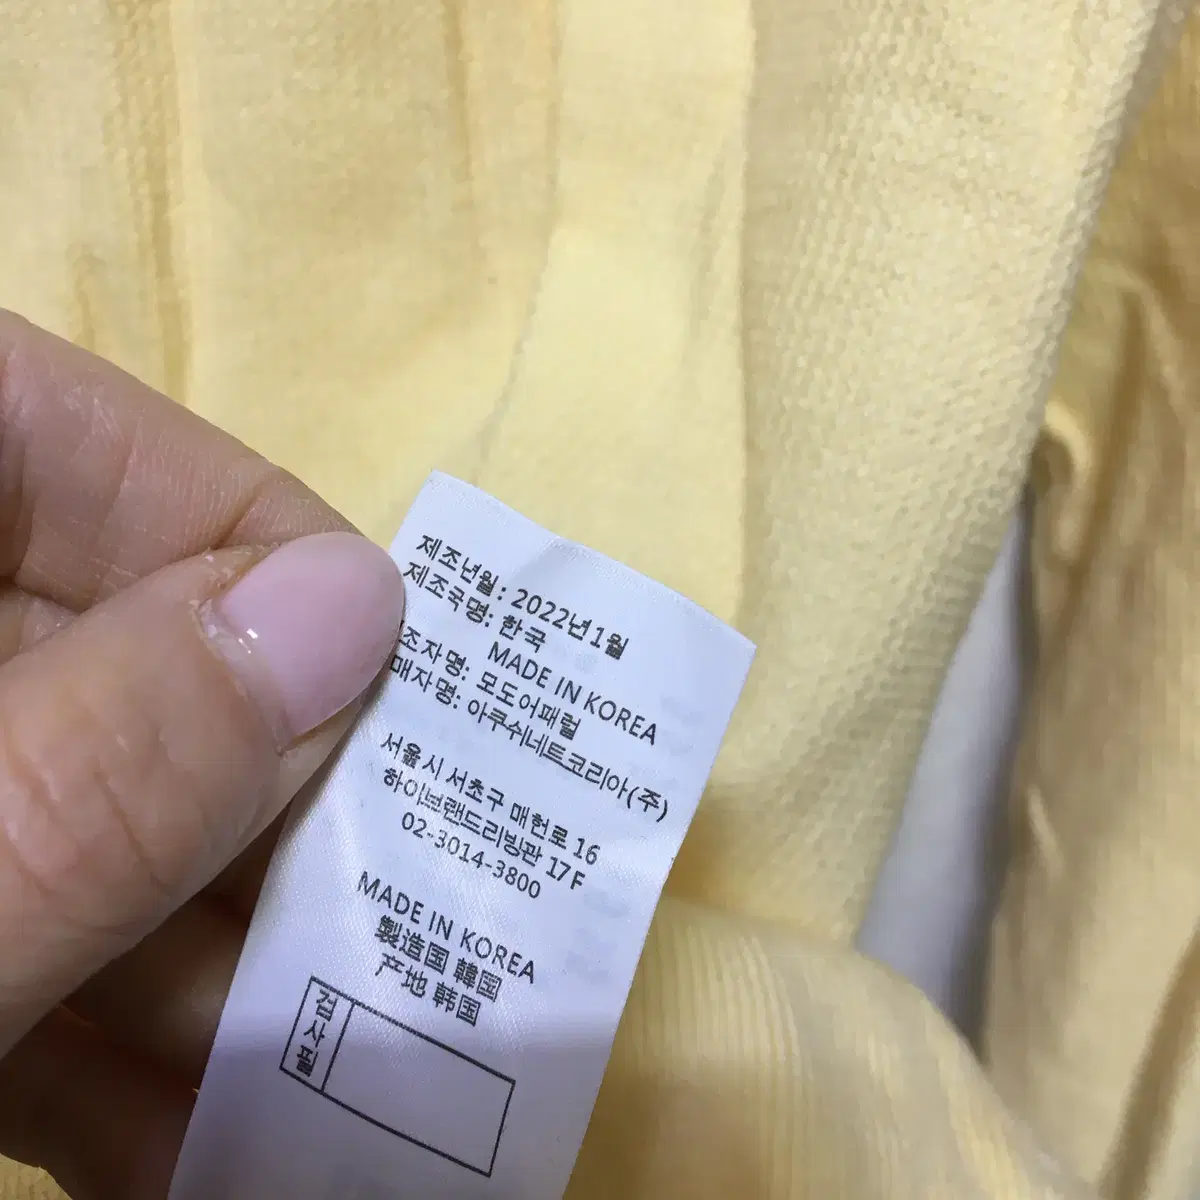 제조년월: 2022년1월
제조국명: 한국
MADE IN KOREA
조자명: 모도어패럴
매자명: 아쿠쉬네트코리아(주)
서울시 서초구 매헌로 16
하이브랜드리빙관 17F
02-3014-3800
MADE IN KOREA
製造国 韓国
产地 韩国
검사필